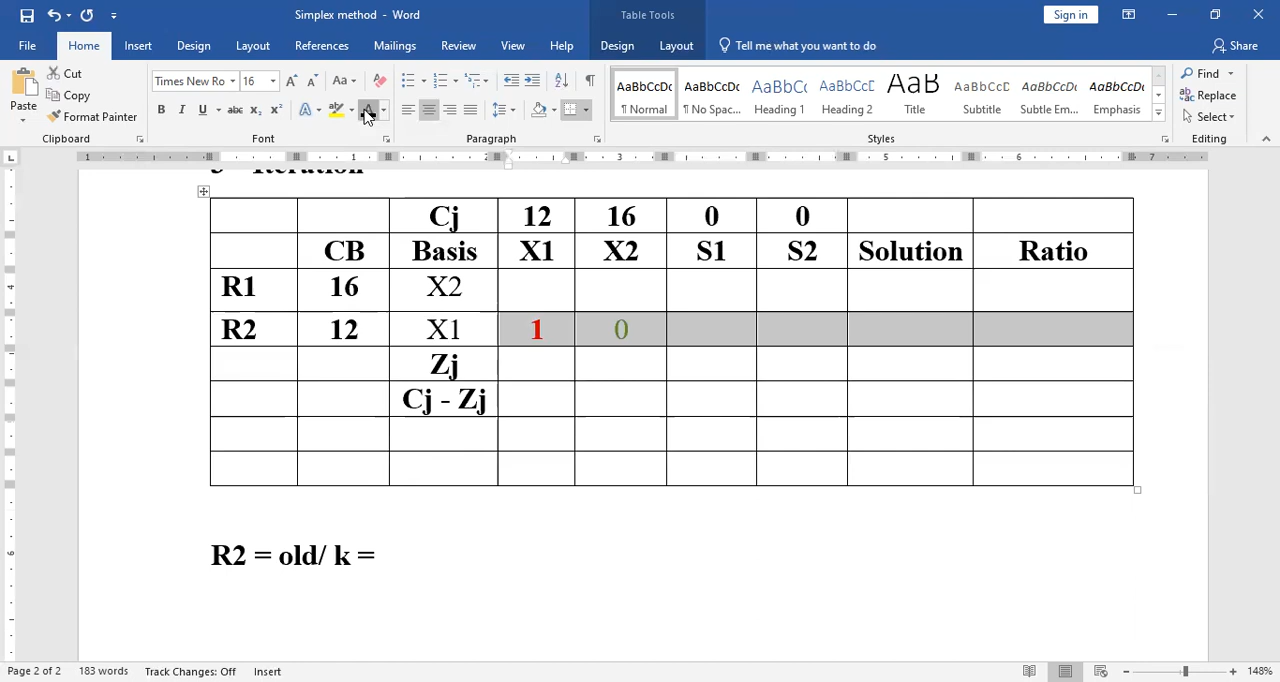 Simplex method - Word
Table Tools
Sign in
File
Home
Insert
Design
Layout
References
Mailings
Review
View
Help
Design
Layout
Tell me what you want to do
Share
Paste
Cut
Copy
Format Painter
Clipboard
Times New Ro
16
Font
Paragraph
AaBbCcDc
¶ Normal
AaBbCcDc
¶ No Spac...
AaBbCc
Heading 1
AaBbCcC
Heading 2
AaB
Title
AaBbCcC
Subtitle
AaBbCcDc
Subtle Em...
AaBbCcDc
Emphasis
Styles
Find
Replace
Select
Editing
Cj 12 16 0 0
CB Basis X1 X2 S1 S2 Solution Ratio
R1 16 X2
R2 12 X1 1 0
Zj
Cj - Zj
R2 = old/ k =
Page 2 of 2
183 words
Track Changes: Off
Insert
148%